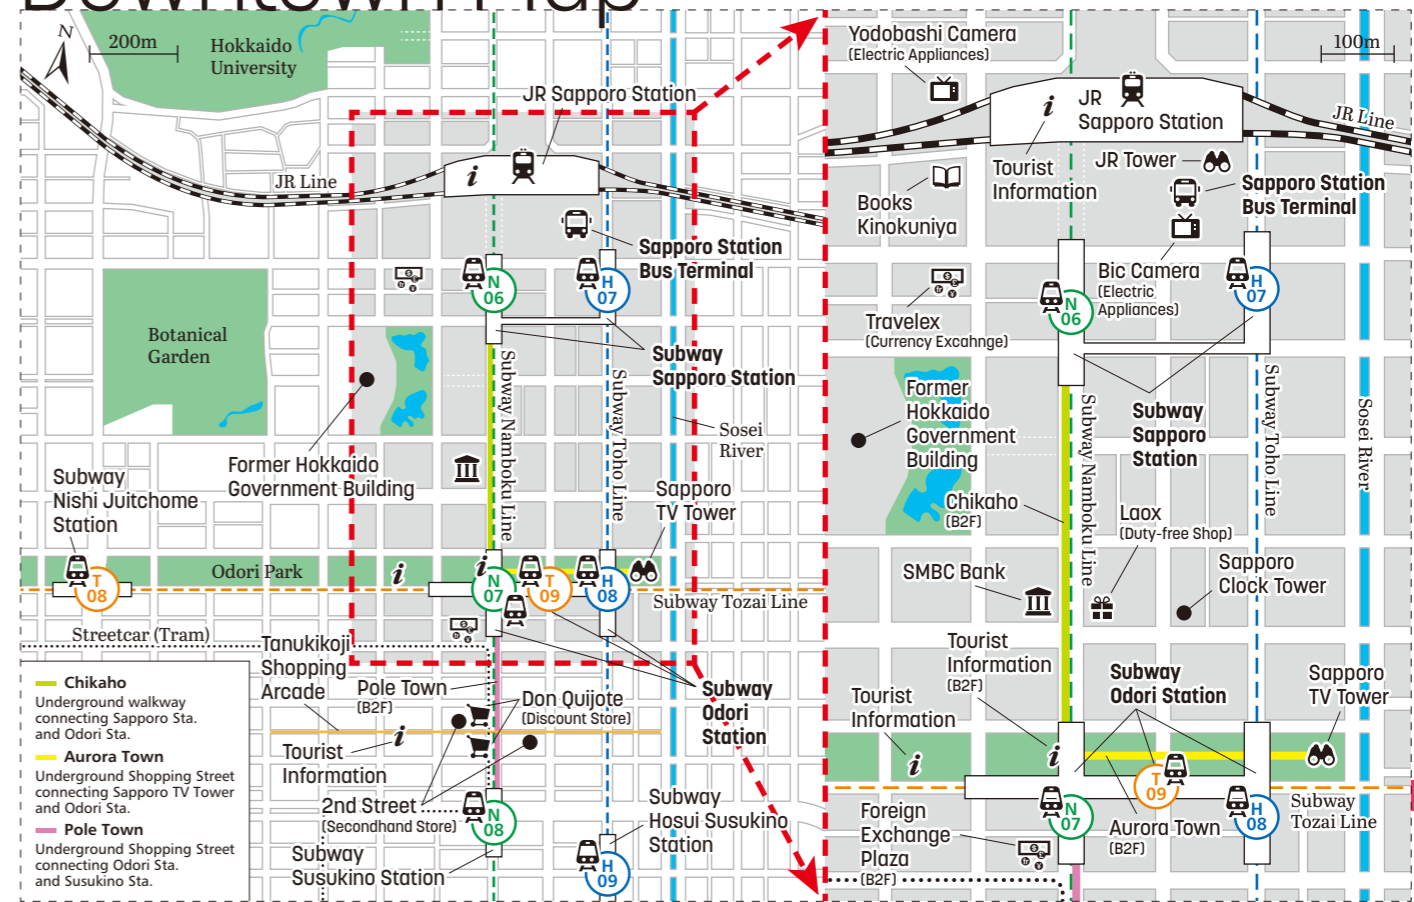 Downtown Map
N
200m
Hokkaido
University
JR Sapporo Station
JR Line
Sapporo Station
Bus Terminal
N
06
H
07
Botanical
Garden
Subway
Sapporo Station
Subway Namboku Line
Subway Toho Line
Sosei
River
Former Hokkaido
Government Building
Subway
Nishi Juitchome
Station
Sapporo
TV Tower
Odori Park
T
08
N
07
T
09
H
08
Subway Tozai Line
Streetcar (Tram)
Tanukikoji
Shopping
Arcade
Pole Town
(B2F)
Don Quijote
(Discount Store)
Subway
Odori
Station
Tourist
Information
2nd Street
(Secondhand Store)
N
08
Subway
Susukino Station
Subway
Hosui Susukino
Station
H
09
Chikaho
Underground walkway
connecting Sapporo Sta.
and Odori Sta.
Aurora Town
Underground Shopping Street
connecting Sapporo TV Tower
and Odori Sta.
Pole Town
Underground Shopping Street
connecting Odori Sta.
and Susukino Sta.
Yodobashi Camera
(Electric Appliances)
100m
JR
Sapporo Station
JR Line
Tourist
Information
JR Tower
Sapporo Station
Bus Terminal
Books
Kinokuniya
Bic Camera
(Electric
Appliances)
N
06
H
07
Travelex
(Currency Excahnge)
Former
Hokkaido
Government
Building
Subway
Sapporo
Station
Subway Namboku Line
Subway Toho Line
Sosei River
Chikaho
(B2F)
Laox
(Duty-free Shop)
SMBC Bank
Sapporo
Clock Tower
Tourist
Information
(B2F)
Subway
Odori Station
Sapporo
TV Tower
Tourist
Information
T
09
N
07
H
08
Subway
Tozai Line
Aurora Town
(B2F)
Foreign
Exchange
Plaza
(B2F)